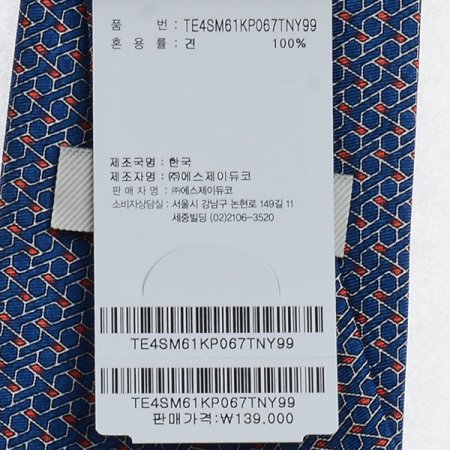 품 번 : TE4SM61KP067TNY99
혼 용 률 : 견 100%
제조국명 : 한국
제조자명 : ㈜에스제이듀코
판 매 자 명 : ㈜에스제이듀코
소비자상담실 : 서울시 강남구 논현로 149길 11
세중빌딩 (02)2106-3520
TE4SM61KP067TNY99
TE4SM61KP067TNY99
판매가격:₩139,000